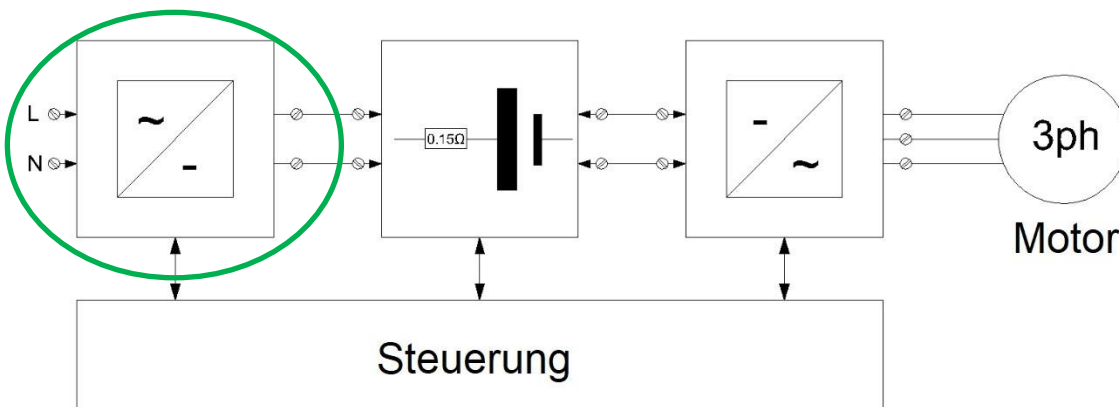 L
N
~
-
0.15Ω
-
~
3ph
Motor
Steuerung